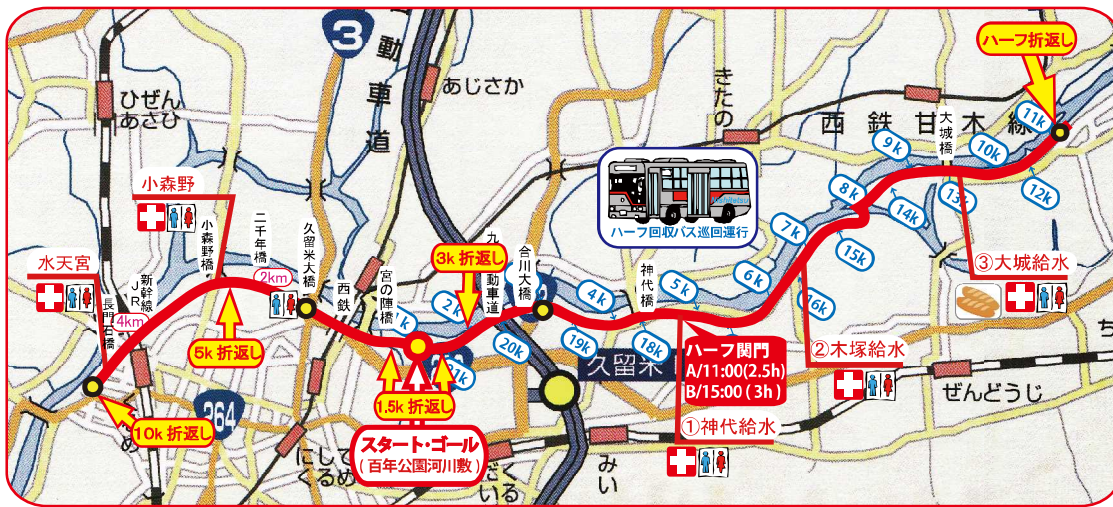 3
動車道
ひぜん
あさひ
あじさか
きたの
西鉄甘木線
ハーフ折返し
大城橋
11k
10k
9k
12k
13k
14k
8k
7k
15k
6k
16k
5k
4k
18k
19k
20k
2k
1k
21k
Nishitetsu
ハーフ回収バス巡回運行
小森野
水天宮
小森野橋
二千年橋
2km
久留米大橋
西鉄
宮の陣橋
3k 折返し
合川大橋
神代橋
新幹線
JR
長門石橋
4km
5k 折返し
10k 折返し
264
1.5k 折返し
スタート・ゴール
(百年公園河川敷)
久留米
ハーフ関門
A/11:00(2.5h)
B/15:00(3h)
①神代給水
②木塚給水
③大城給水
ぜんどうじ
みい
にして
くるめ
くる
ち